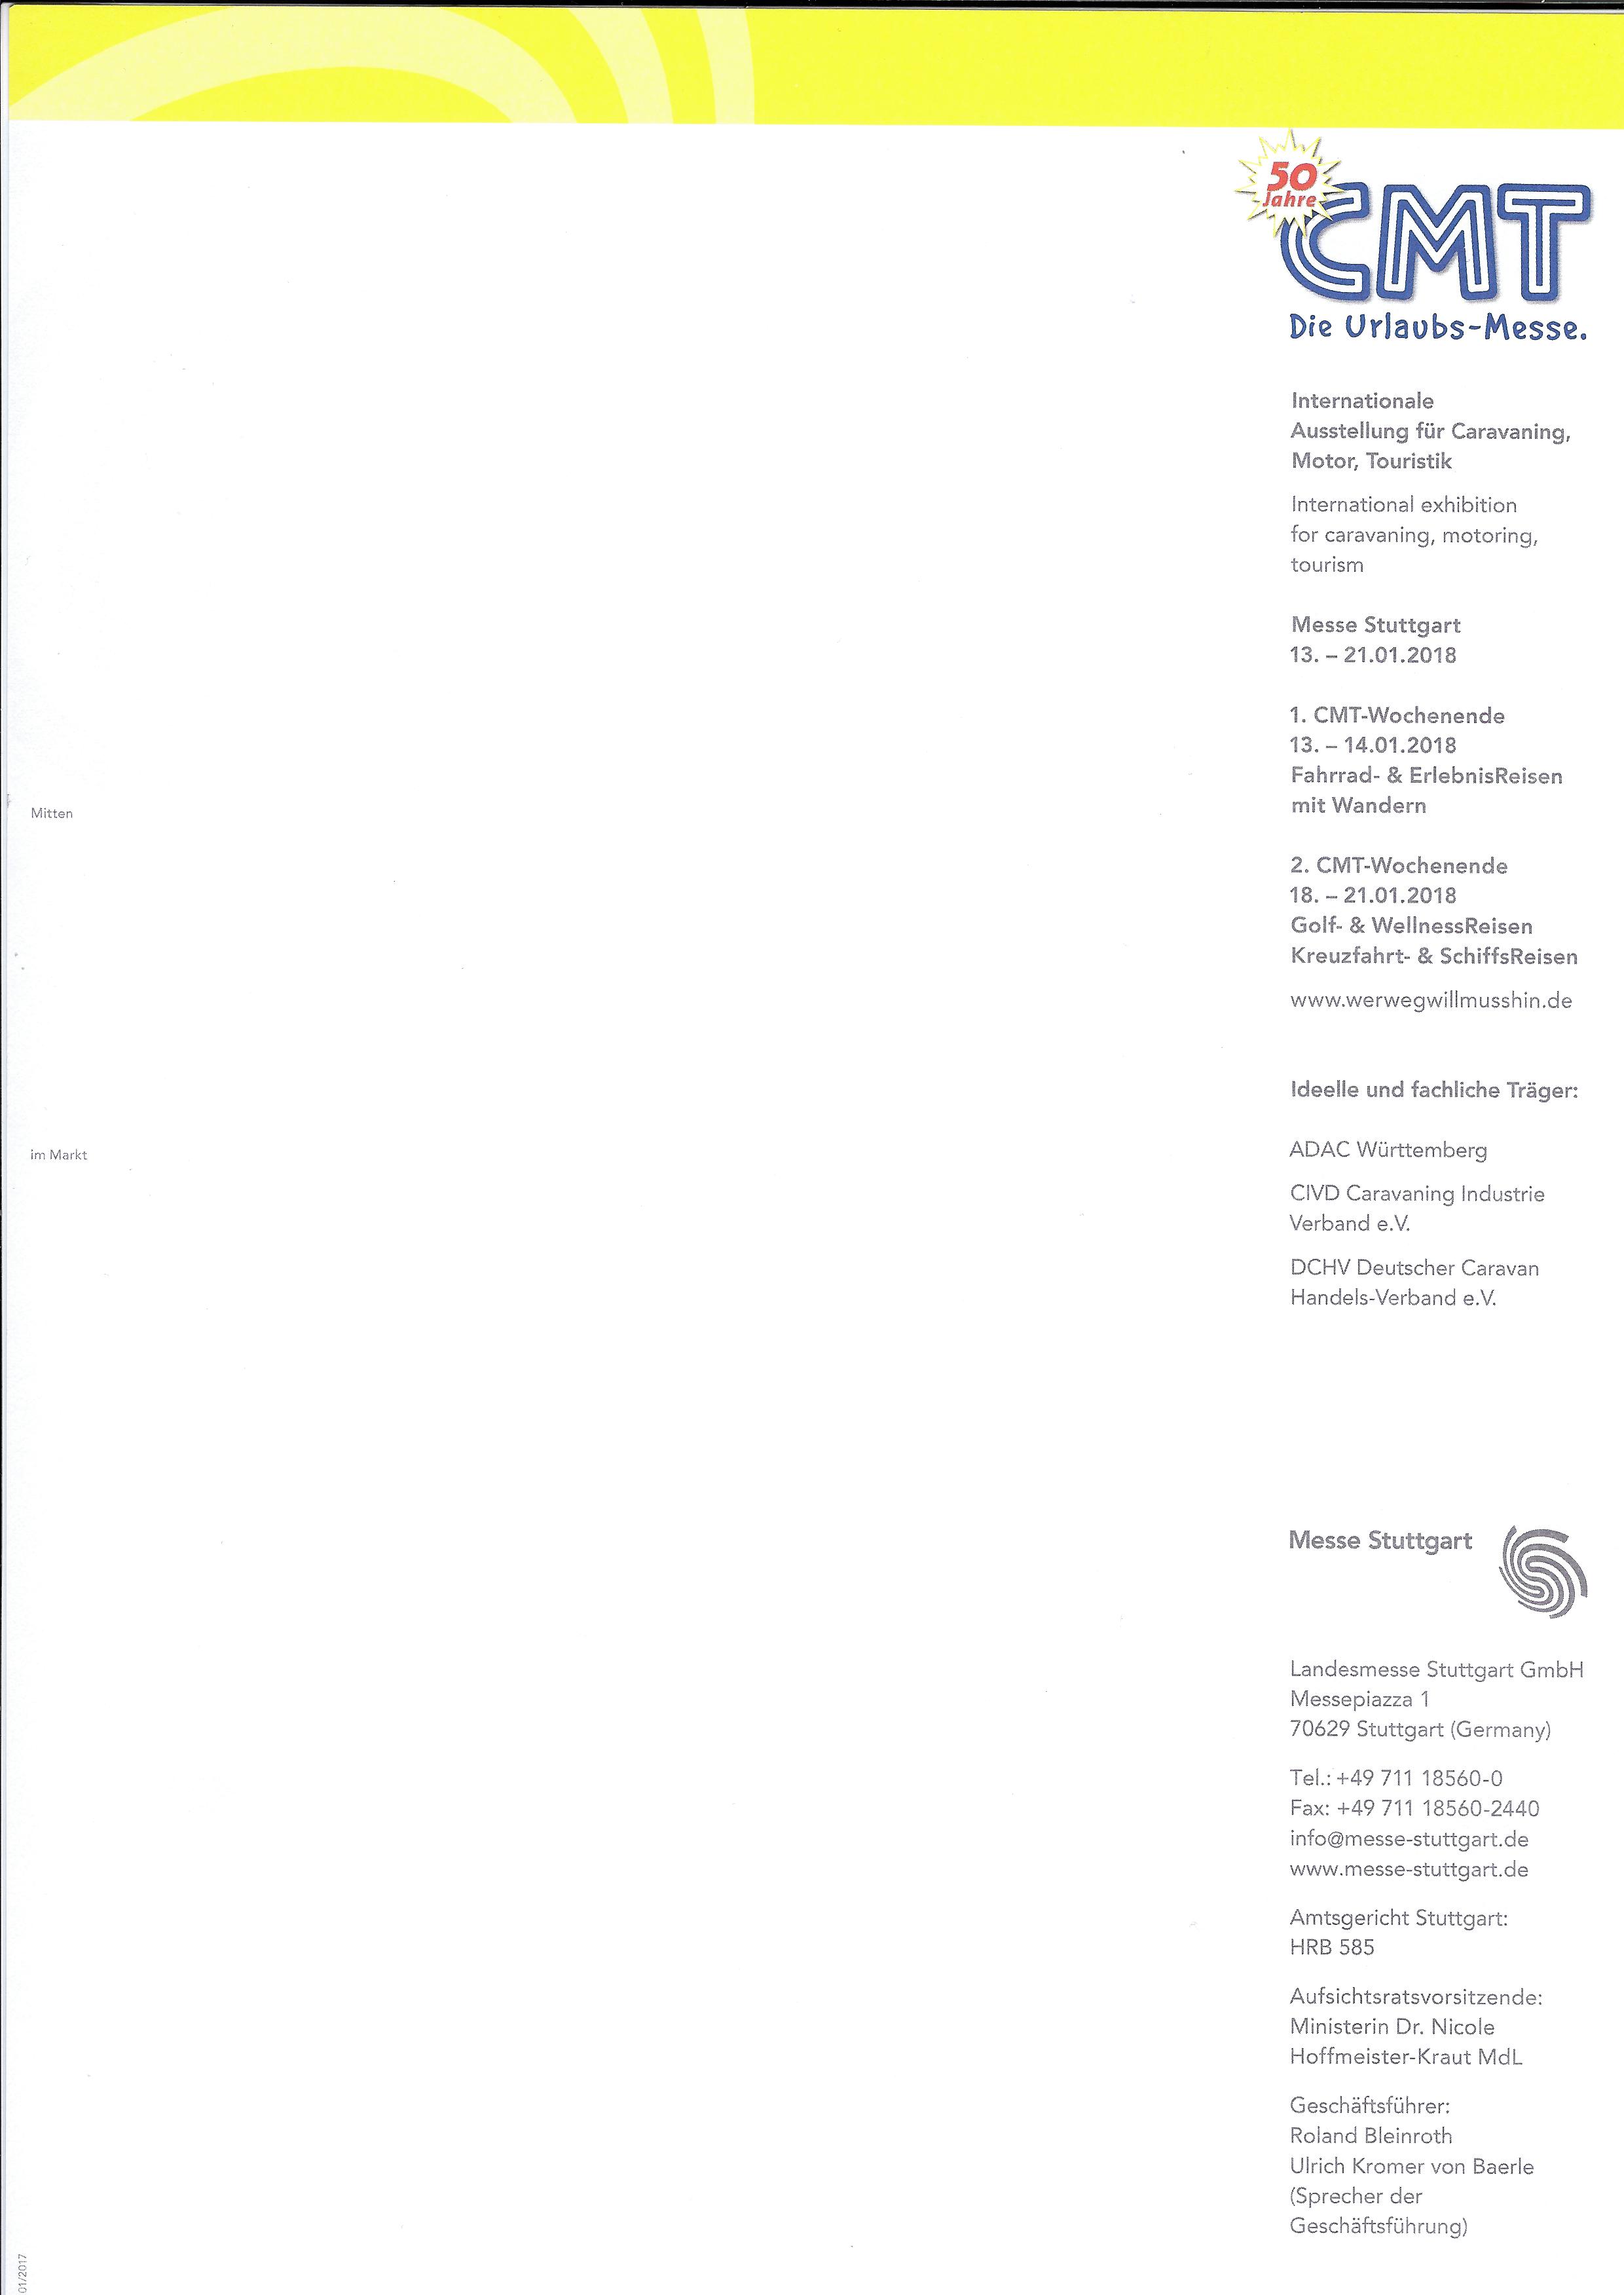 50
Jahre
CMT
Die Urlaubs-Messe.
Internationale
Ausstellung für Caravaning,
Motor, Touristik
International exhibition
for caravaning, motoring,
tourism
Messe Stuttgart
13. – 21.01.2018
1. CMT-Wochenende
13. – 14.01.2018
Fahrrad- & ErlebnisReisen
mit Wandern
2. CMT-Wochenende
18. – 21.01.2018
Golf- & WellnessReisen
Kreuzfahrt- & SchiffsReisen
www.werwegwillmusshin.de
Ideelle und fachliche Träger:
ADAC Württemberg
CIVD Caravaning Industrie
Verband e.V.
DCHV Deutscher Caravan
Handels-Verband e.V.
Mitten
im Markt
Messe Stuttgart
Landesmesse Stuttgart GmbH
Messepiazza 1
70629 Stuttgart (Germany)
Tel.: +49 711 18560-0
Fax: +49 711 18560-2440
info@messe-stuttgart.de
www.messe-stuttgart.de
Amtsgericht Stuttgart:
HRB 585
Aufsichtsratsvorsitzende:
Ministerin Dr. Nicole
Hoffmeister-Kraut MdL
Geschäftsführer:
Roland Bleinroth
Ulrich Kromer von Baerle
(Sprecher der
Geschäftsführung)
01/2017